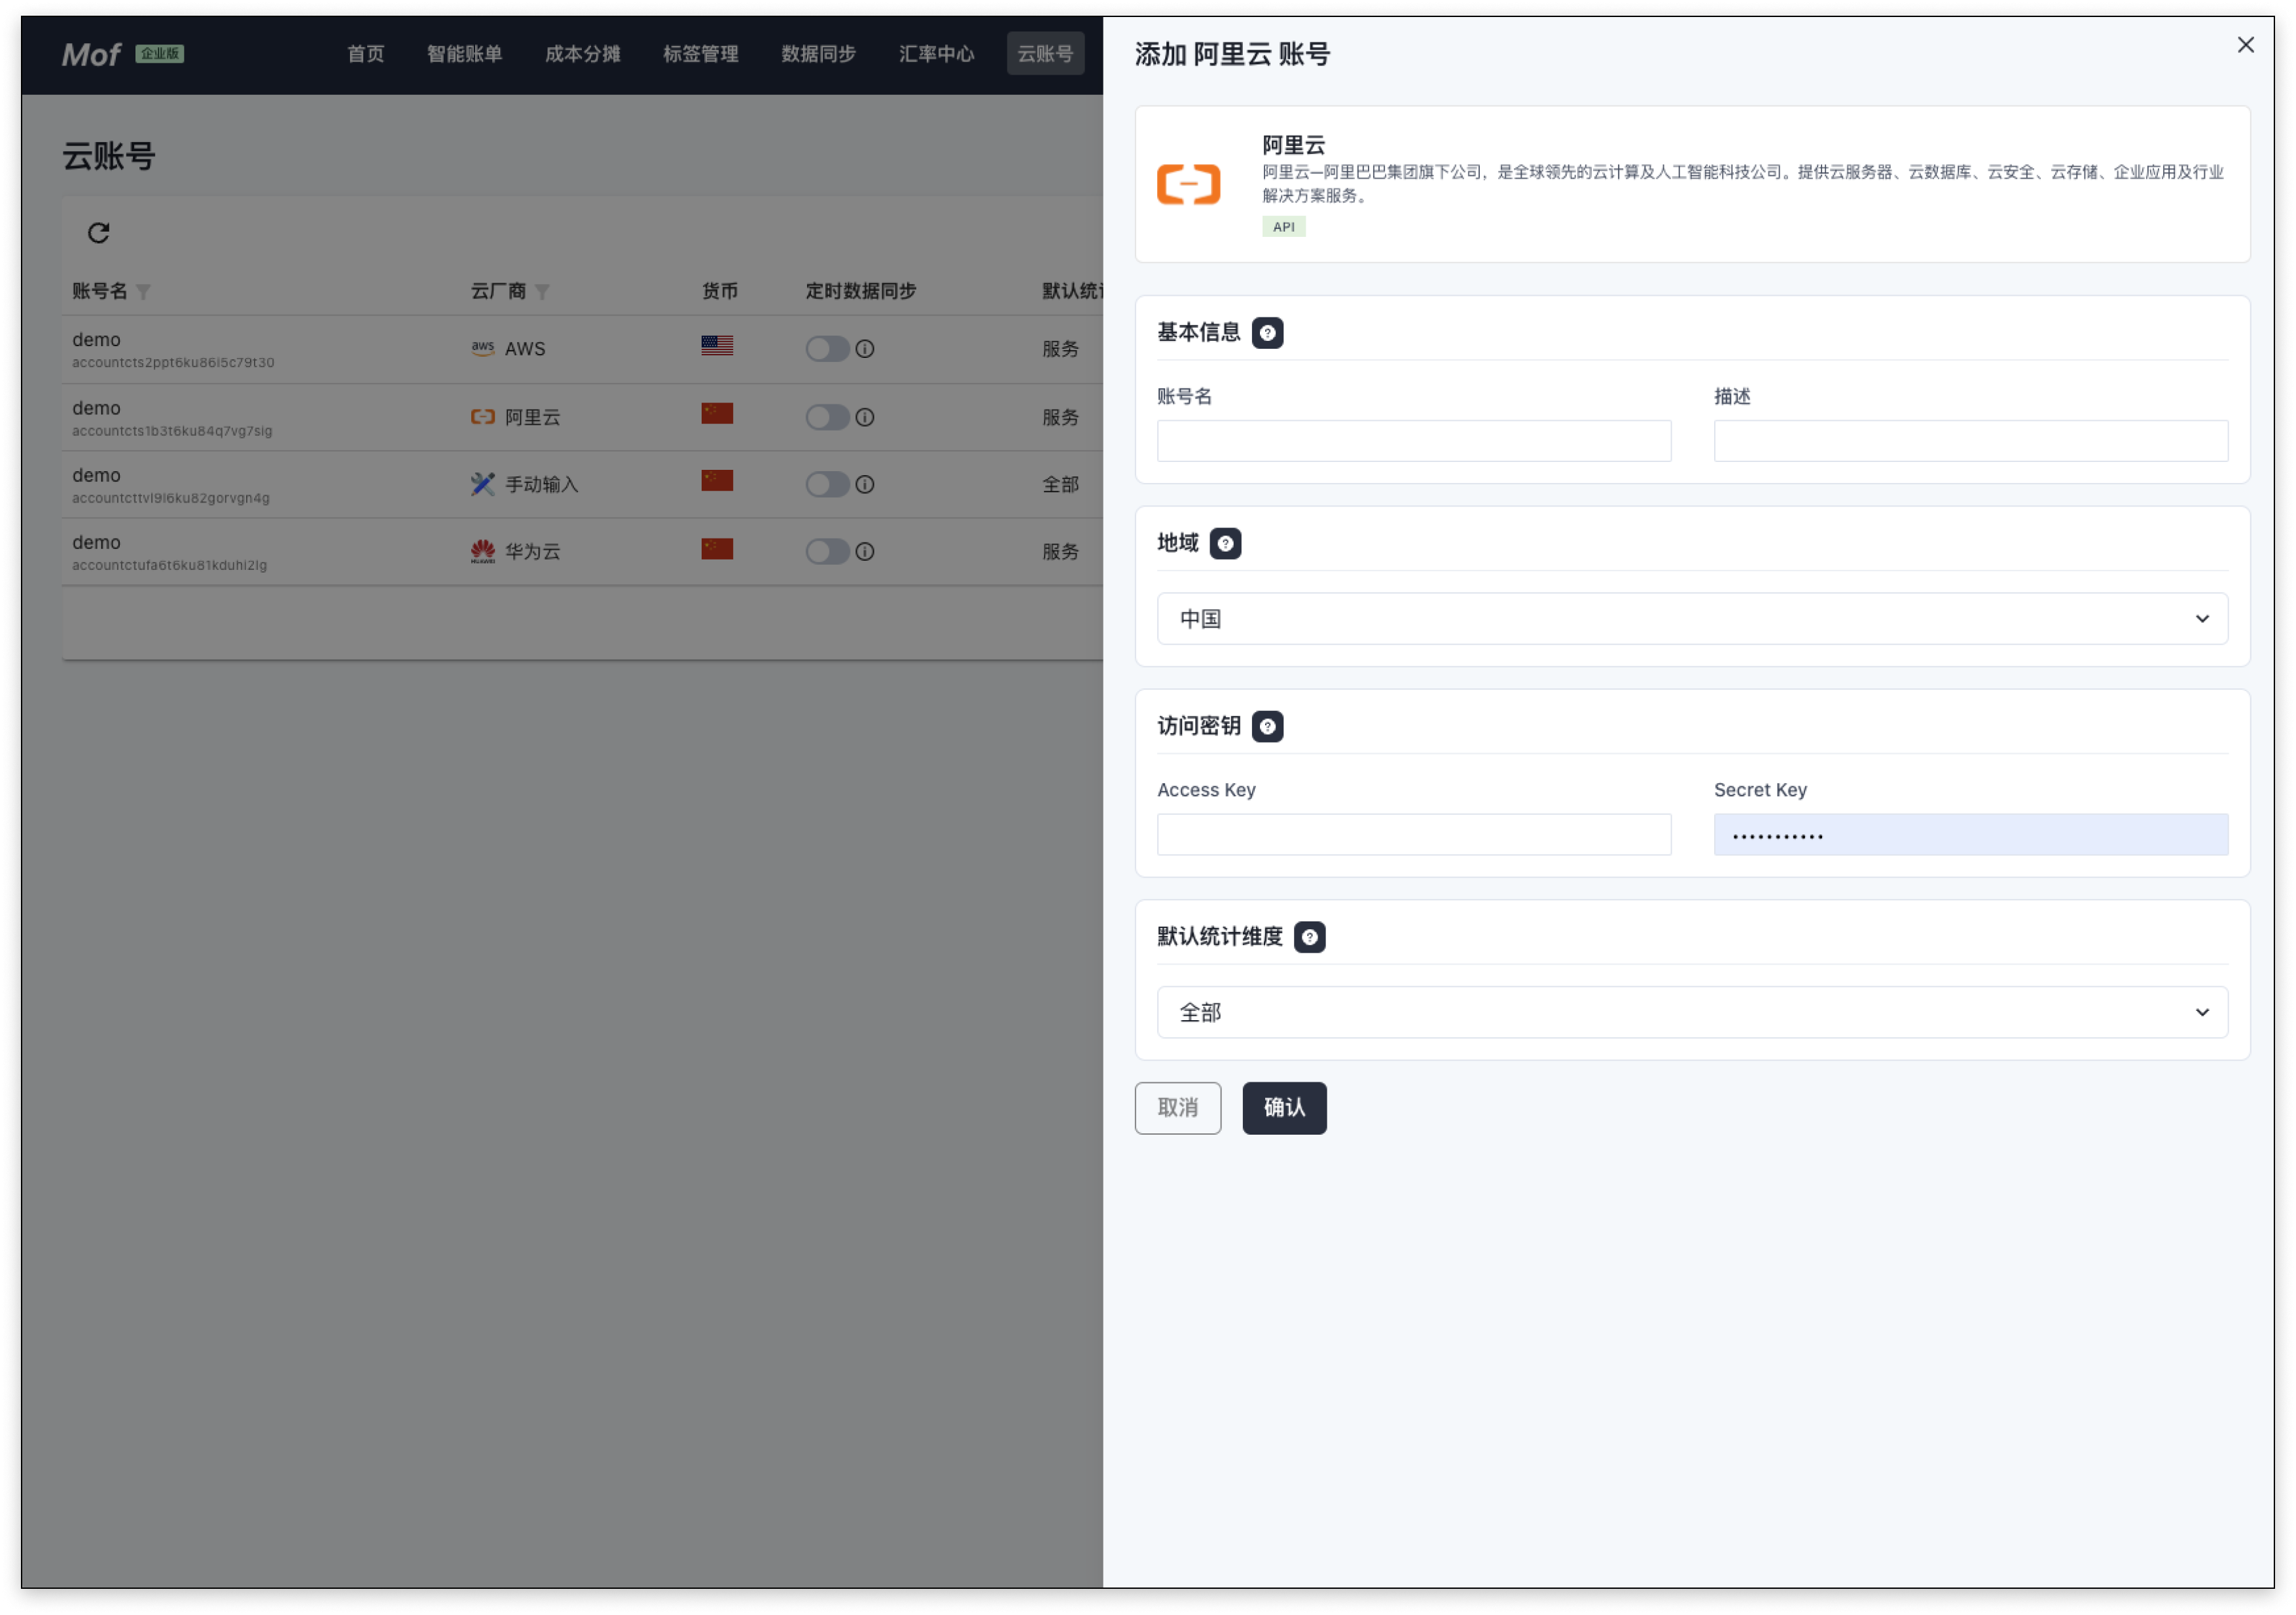 Mof 企业版
首页 智能账单 成本分摊 标签管理 数据同步 汇率中心 云账号
云账号
账号名 云厂商 货币 定时数据同步
demo
accountcts2ppt6ku86i5c79t30
aws AWS 服务
demo
accountcts1b3t6ku84q7vg7sig
阿里云 服务
demo
accountcttvl9l6ku82gorvgn4g
手动输入 全部
demo
accountctufa6t6ku81kduhi2lg
HUAWEI 华为云 服务
添加 阿里云 账号
阿里云
阿里云—阿里巴巴集团旗下公司，是全球领先的云计算及人工智能科技公司。提供云服务器、云数据库、云安全、云存储、企业应用及行业
解决方案服务。
API
基本信息
账号名 描述
地域
中国
访问密钥
Access Key Secret Key
•••••••••••
默认统计维度
全部
取消 确认